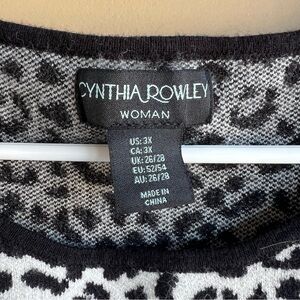 CYNTHIA ROWLEY
WOMAN
US: 3X
CA: 3X
UK: 26/28
EU: 52/54
AU: 26/28
MADE IN
CHINA